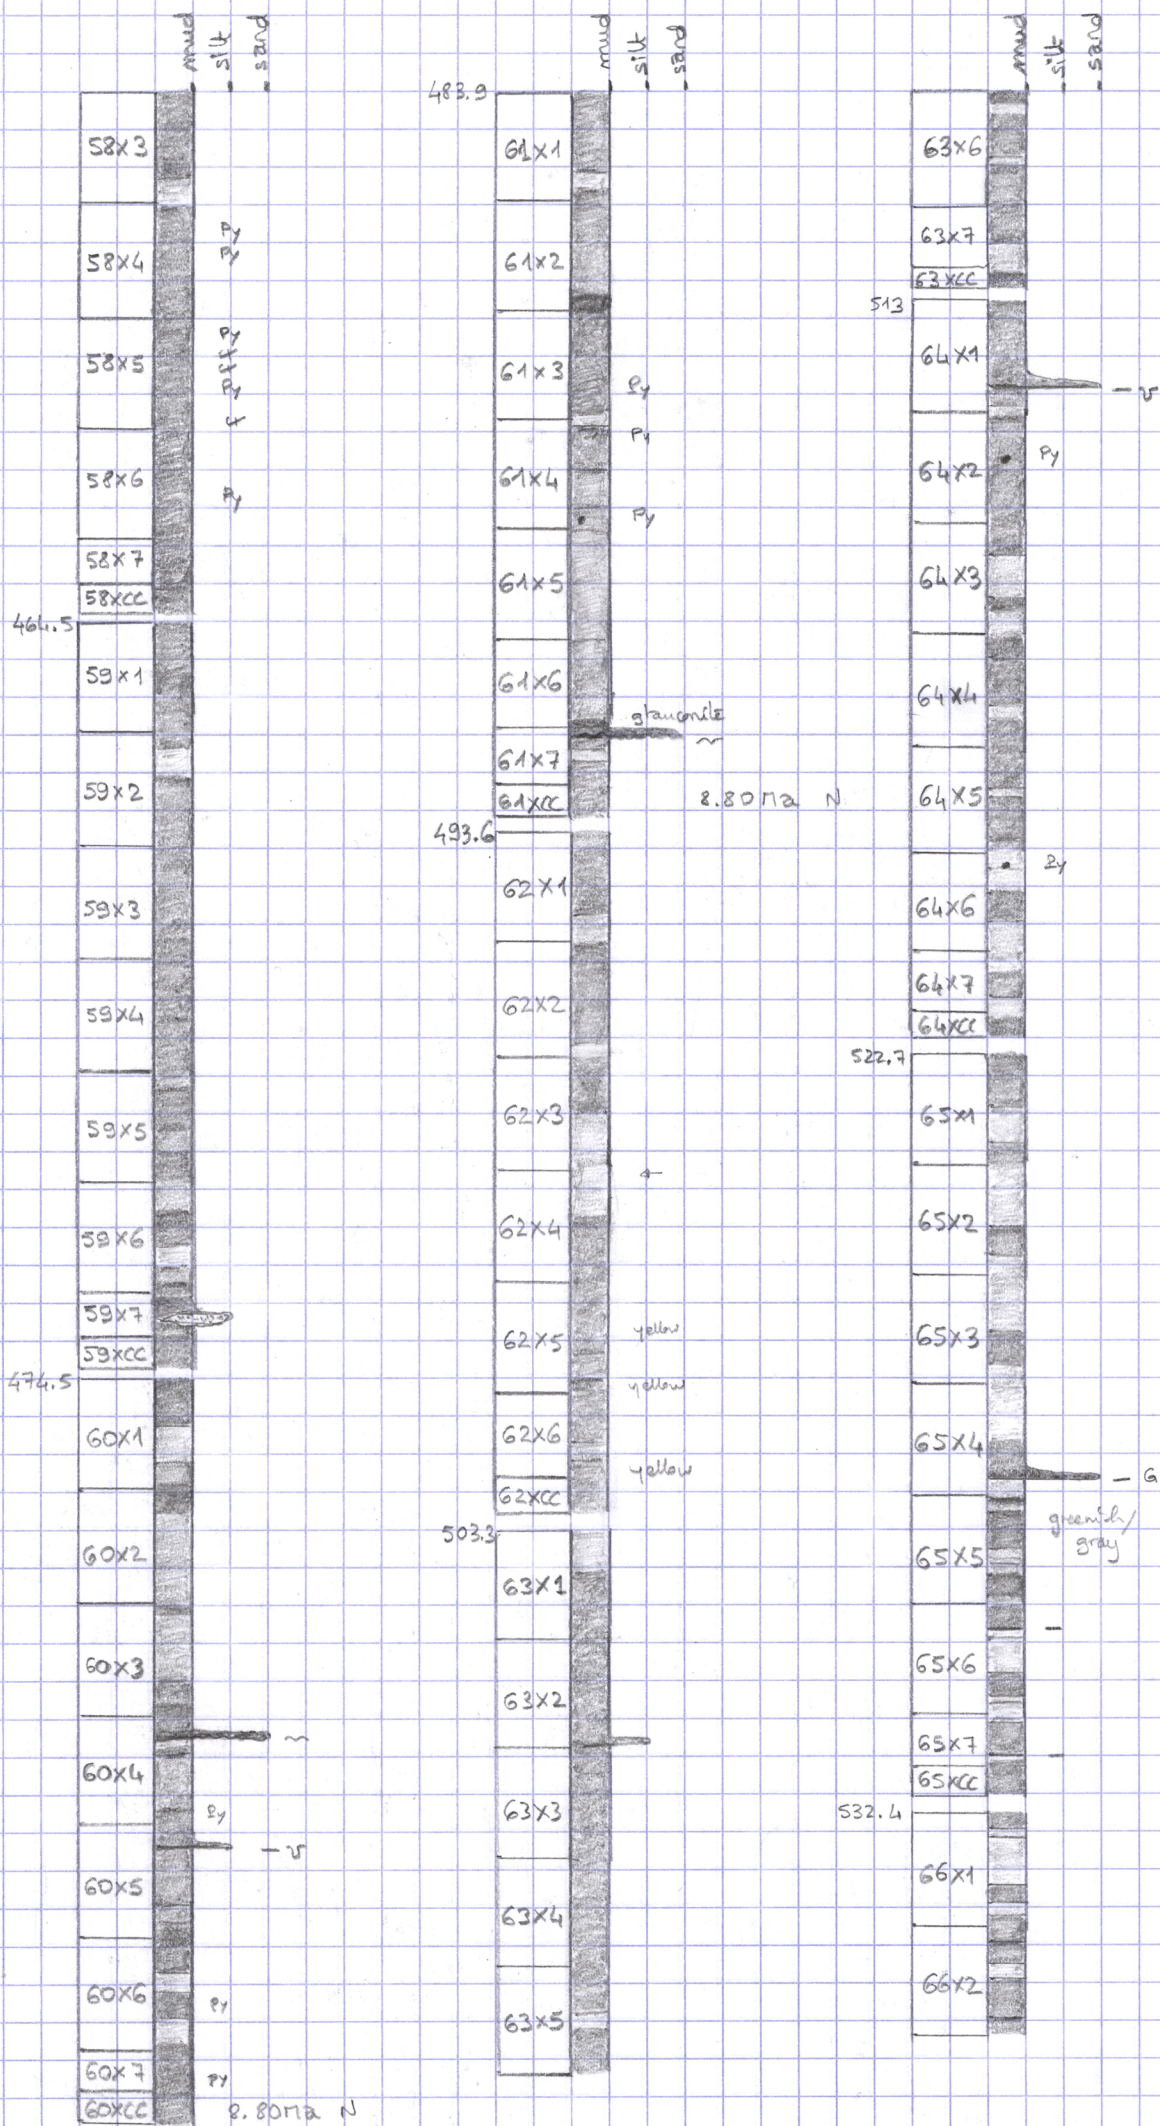 mud silt sand
58X3
Py
Py
58X4
Py
f
f
58X5
Py
f
58X6
Py
58X7
58XCC
464.5
59X1
59X2
59X3
59X4
59X5
59X6
59X7
59XCC
474.5
60X1
60X2
60X3
~
60X4
Py
– v
60X5
60X6
Py
60X7
Py
60XCC
8.80 Ma N
mud silt sand
483.9
61X1
61X2
61X3
Py
Py
61X4
Py
61X5
61X6
glauconite
~
61X7
61XCC
8.80 Ma N
493.6
62X1
62X2
62X3
←
62X4
yellow
62X5
yellow
62X6
yellow
62XCC
503.3
63X1
63X2
63X3
63X4
63X5
mud silt sand
63X6
63X7
63XCC
513
64X1
– v
Py
64X2
64X3
64X4
64X5
Py
64X6
64X7
64XCC
522.7
65X1
65X2
65X3
65X4
– G
greenish/
gray
65X5
–
65X6
65X7
–
65XCC
532.4
66X1
66X2